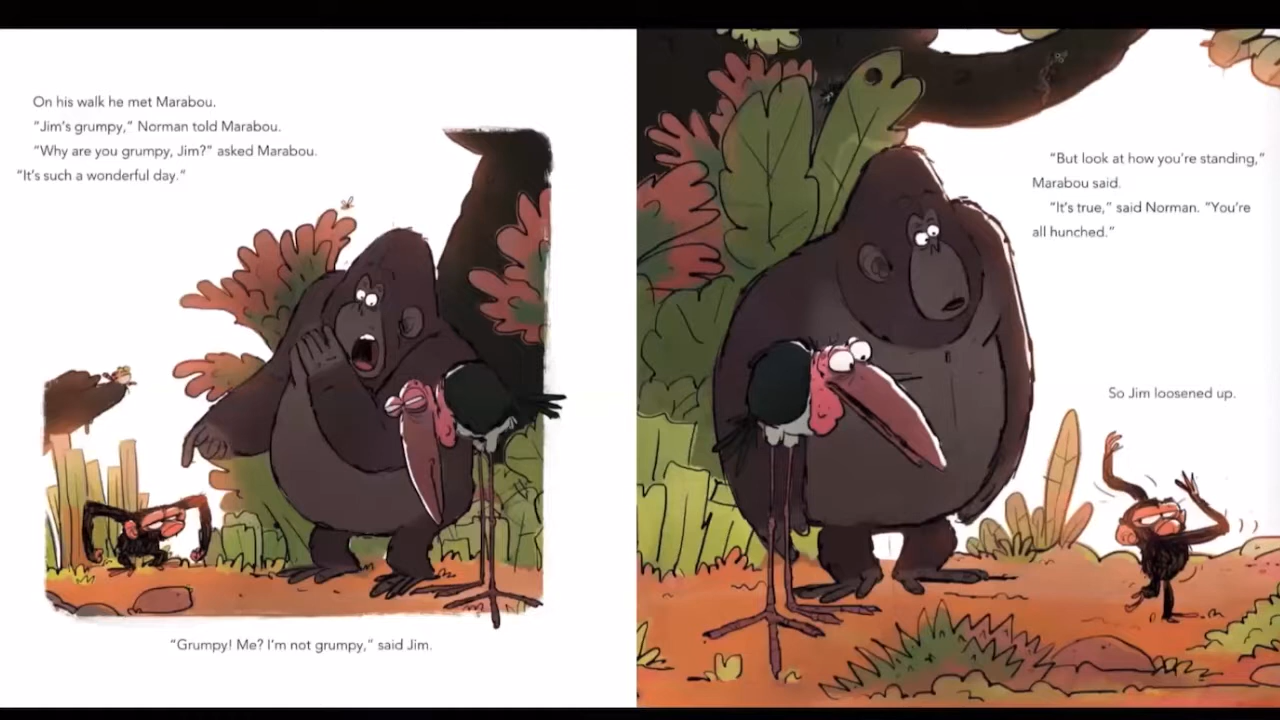 On his walk he met Marabou.
“Jim’s grumpy,” Norman told Marabou.
“Why are you grumpy, Jim?” asked Marabou.
“It’s such a wonderful day.”
“Grumpy! Me? I’m not grumpy,” said Jim.
“But look at how you’re standing,”
Marabou said.
“It’s true,” said Norman. “You’re
all hunched.”
So Jim loosened up.